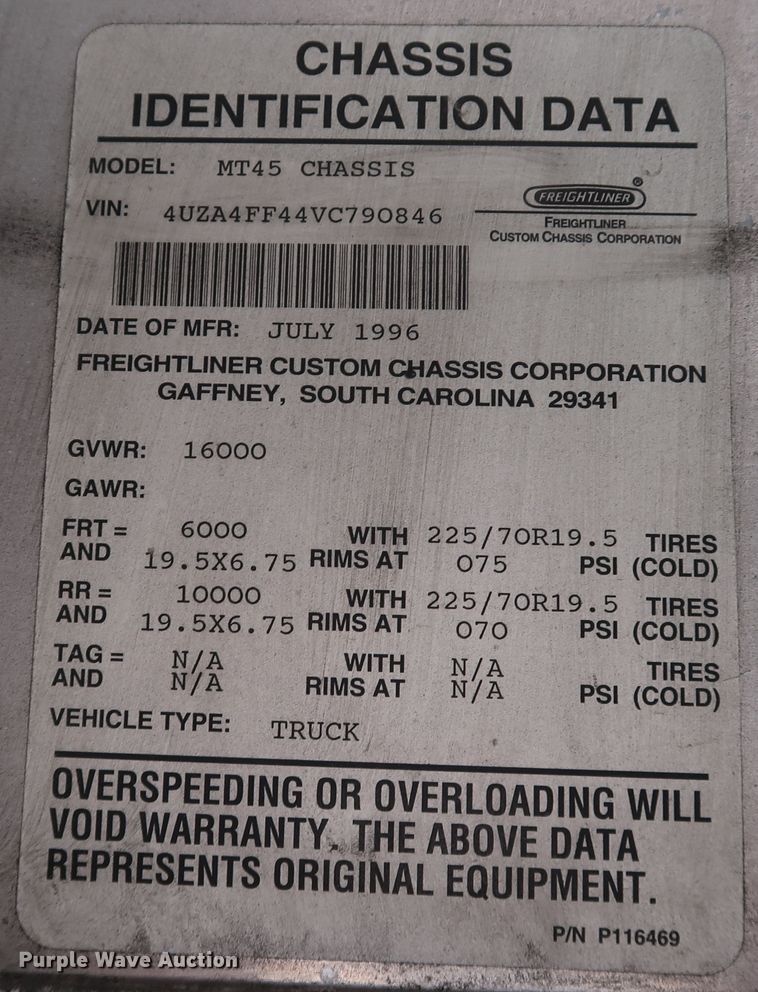 CHASSIS
IDENTIFICATION DATA
MODEL: MT45 CHASSIS
FREIGHTLINER ®
VIN: 4UZA4FF44VC790846
FREIGHTLINER
CUSTOM CHASSIS CORPORATION
DATE OF MFR: JULY 1996
FREIGHTLINER CUSTOM CHASSIS CORPORATION
GAFFNEY, SOUTH CAROLINA 29341
GVWR: 16000
GAWR:
FRT = 6000 WITH 225/70R19.5 TIRES
AND 19.5X6.75 RIMS AT 075 PSI (COLD)
RR = 10000 WITH 225/70R19.5 TIRES
AND 19.5X6.75 RIMS AT 070 PSI (COLD)
TAG = N/A WITH N/A TIRES
AND N/A RIMS AT N/A PSI (COLD)
VEHICLE TYPE: TRUCK
OVERSPEEDING OR OVERLOADING WILL
VOID WARRANTY. THE ABOVE DATA
REPRESENTS ORIGINAL EQUIPMENT.
P/N P116469
Purple Wave Auction